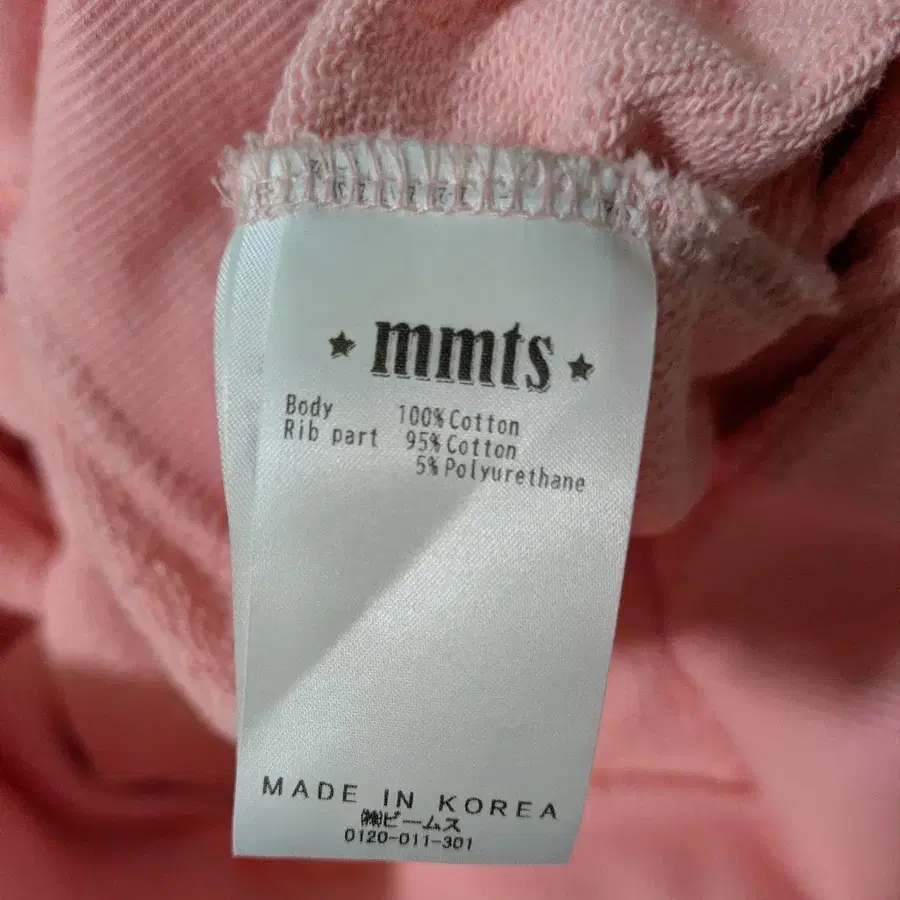 ★ mmts ★
Body 100%Cotton
Rib part 95%Cotton
5%Polyurethane
MADE IN KOREA
㈱ビームス
0120-011-301